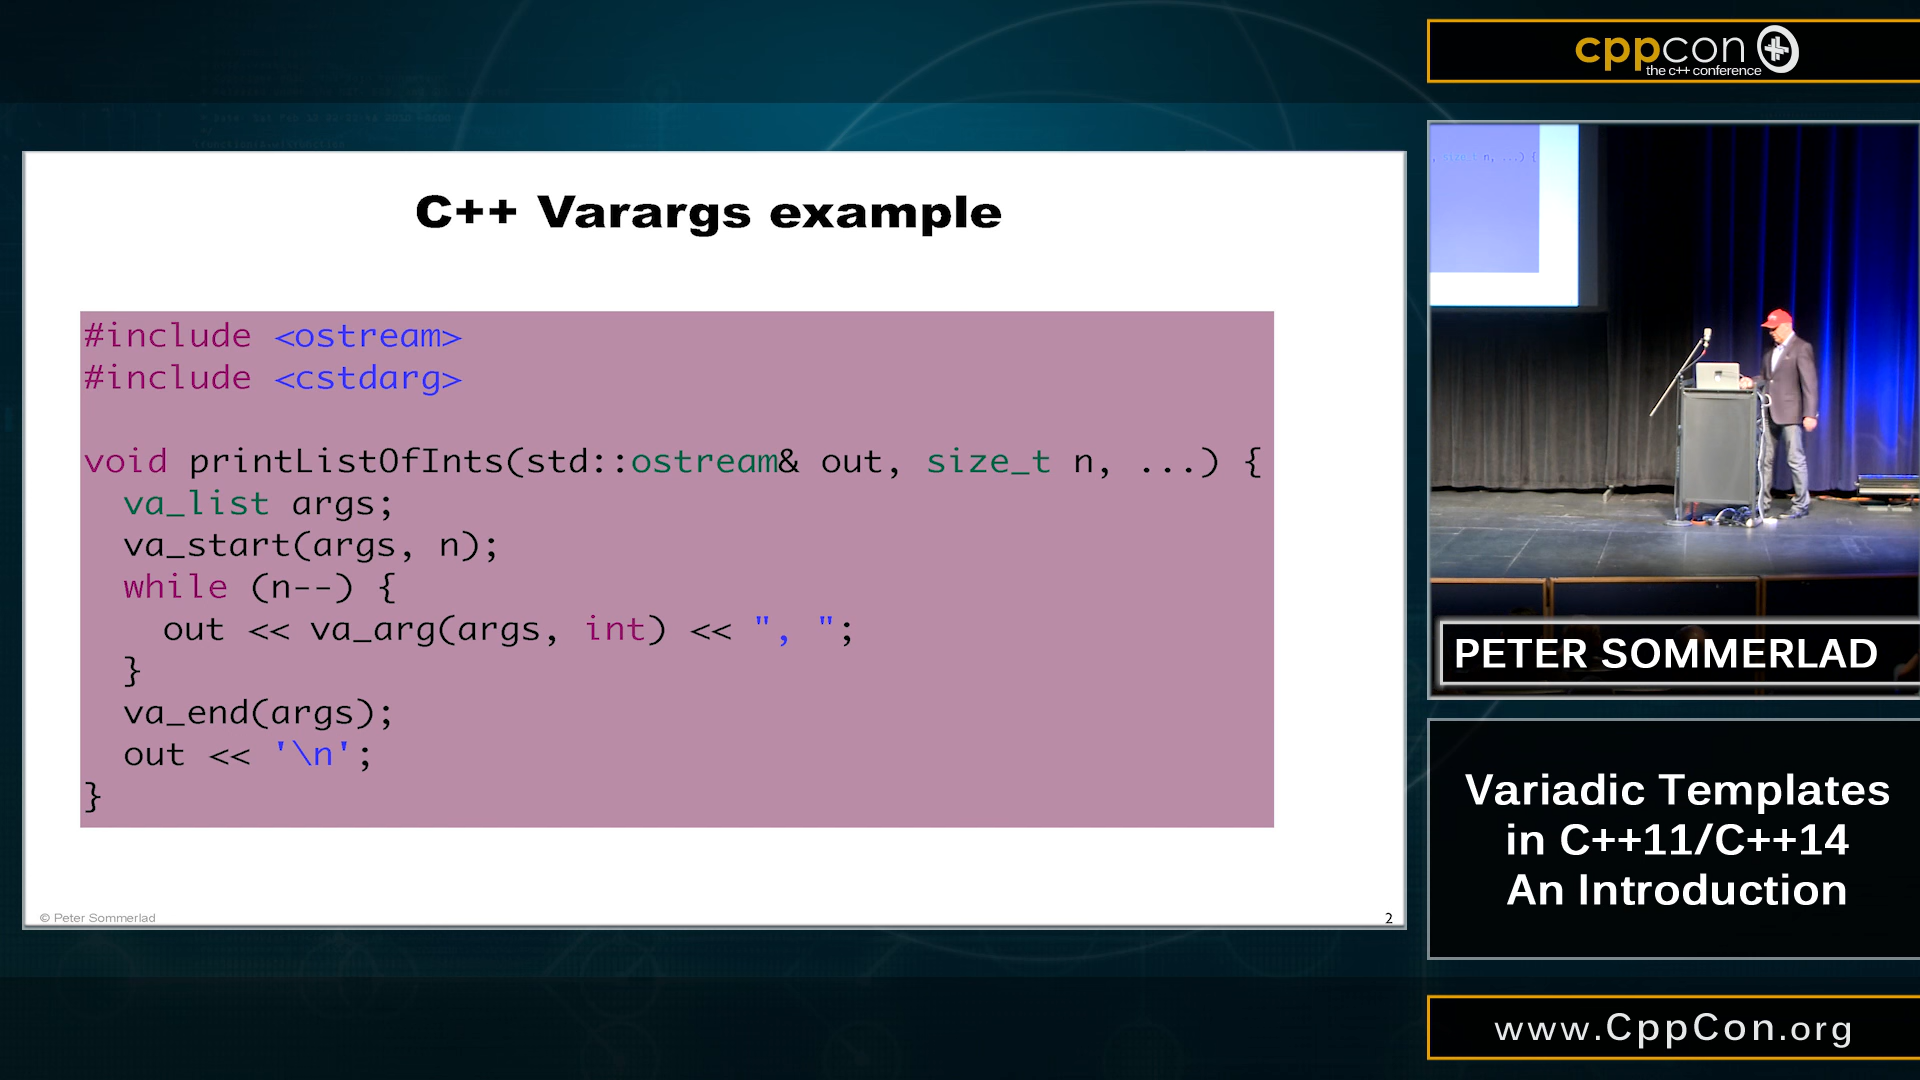 cppcon
the c++ conference
C++ Varargs example
#include <ostream>
#include <cstdarg>
void printListOfInts(std::ostream& out, size_t n, ...) {
va_list args;
va_start(args, n);
while (n--) {
out << va_arg(args, int) << ", ";
}
va_end(args);
out << '\n';
}
© Peter Sommerlad
2
, size_t n, ...) {
PETER SOMMERLAD
Variadic Templates
in C++11/C++14
An Introduction
www.CppCon.org